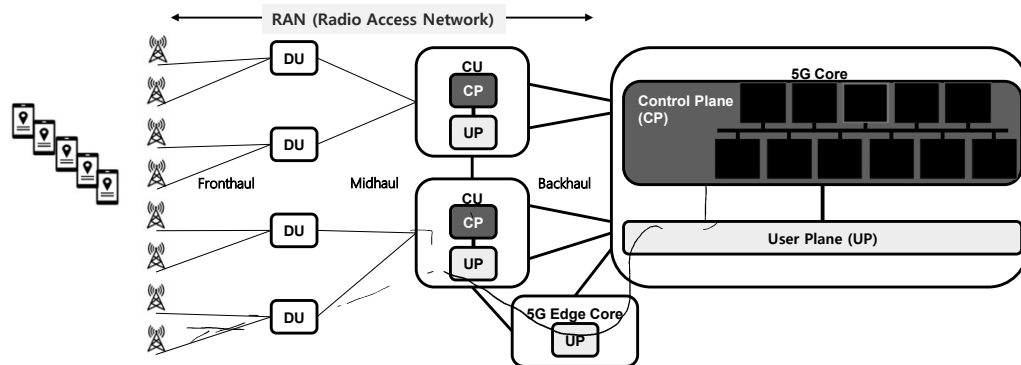 RAN (Radio Access Network)
DU
DU
DU
DU
Fronthaul
Midhaul
Backhaul
CU
CP
UP
CU
CP
UP
5G Core
Control Plane
(CP)
User Plane (UP)
5G Edge Core
UP